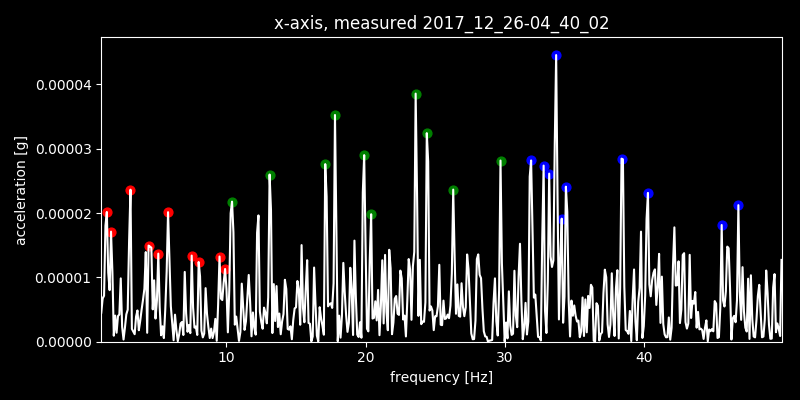 x-axis, measured 2017_12_26-04_40_02
acceleration [g]
0.00004
0.00003
0.00002
0.00001
0.00000
10 20 30 40
frequency [Hz]